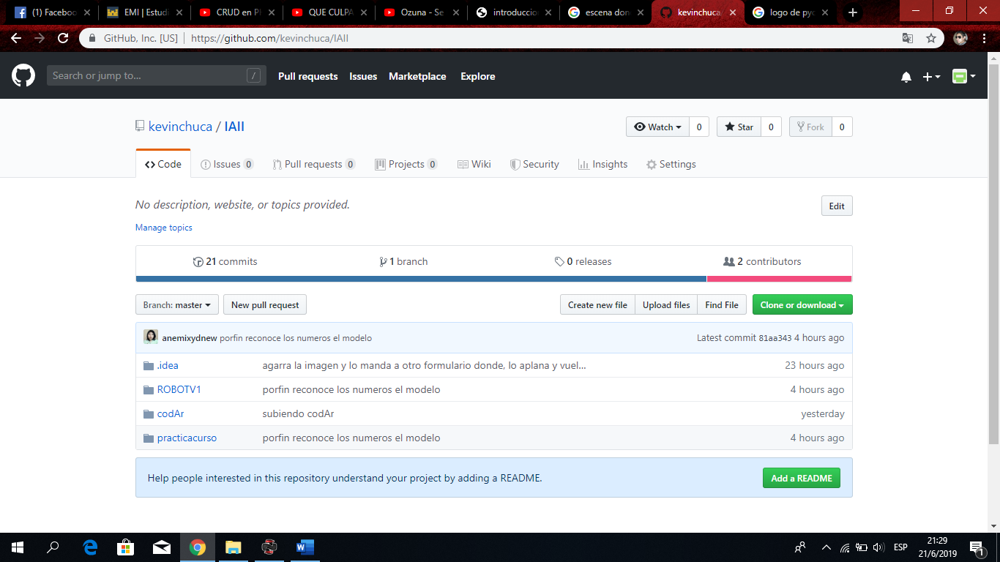 (1) Faceboo
EMI | Estudi
CRUD en PH
QUE CULPA
Ozuna - Se
introduccion
escena don
kevinchuca
logo de pyc
GitHub, Inc. [US] https://github.com/kevinchuca/IAII
Search or jump to... /
Pull requests Issues Marketplace Explore
kevinchuca / IAII
Watch 0 Star 0 Fork 0
Code Issues 0 Pull requests 0 Projects 0 Wiki Security Insights Settings
No description, website, or topics provided. Edit
Manage topics
21 commits 1 branch 0 releases 2 contributors
Branch: master New pull request Create new file Upload files Find File Clone or download
anemixydnew porfin reconoce los numeros el modelo Latest commit 81aa343 4 hours ago
.idea agarra la imagen y lo manda a otro formulario donde, lo aplana y vuel... 23 hours ago
ROBOTV1 porfin reconoce los numeros el modelo 4 hours ago
codAr subiendo codAr yesterday
practicacurso porfin reconoce los numeros el modelo 4 hours ago
Help people interested in this repository understand your project by adding a README. Add a README
ESP
21:29
21/6/2019
1